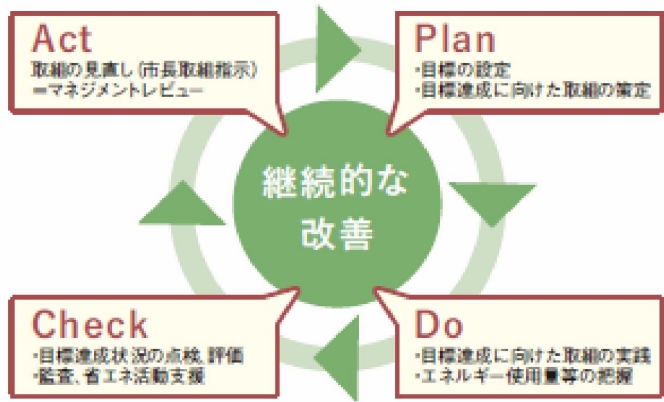 Act
取組の見直し(市長取組指示)
=マネジメントレビュー
Plan
・目標の設定
・目標達成に向けた取組の策定
継続的な
改善
Check
・目標達成状況の点検、評価
・監査、省エネ活動支援
Do
・目標達成に向けた取組の実践
・エネルギー使用量等の把握